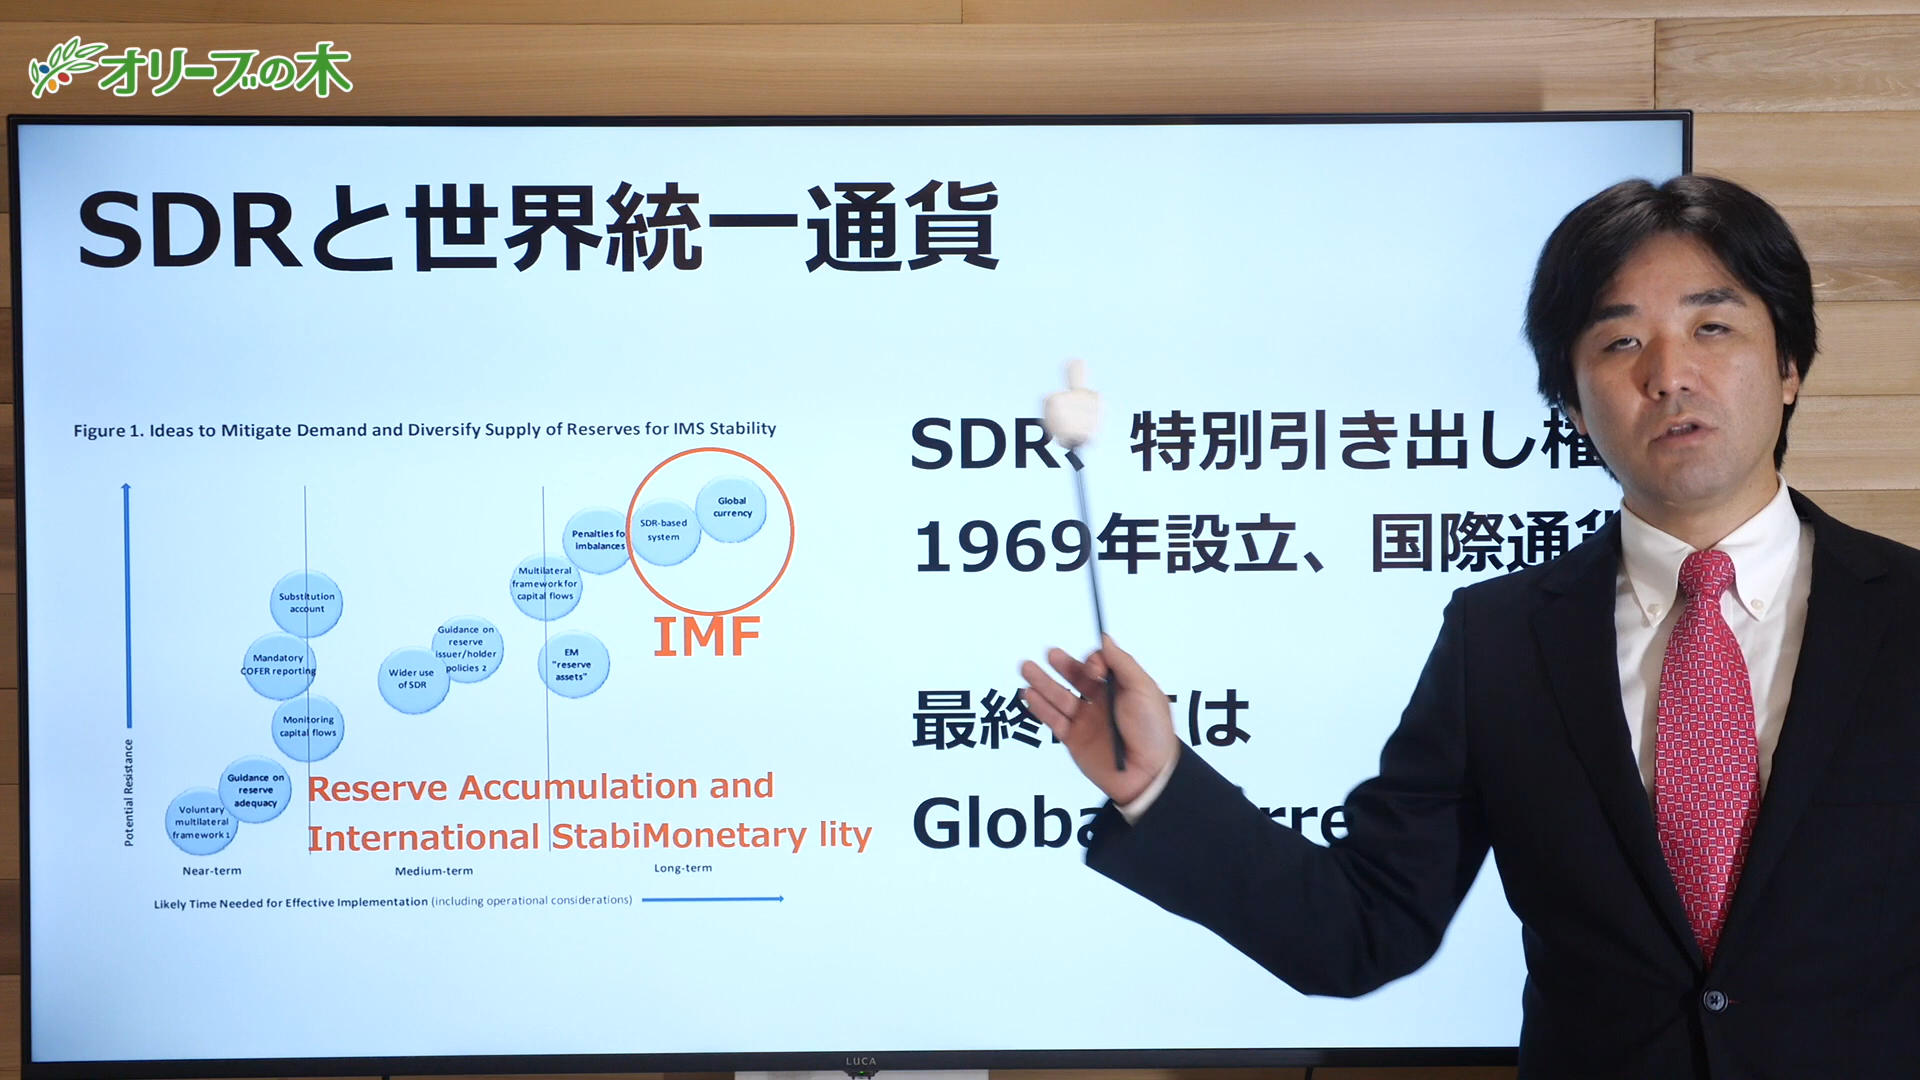 オリーブの木
SDRと世界統一通貨
Figure 1. Ideas to Mitigate Demand and Diversify Supply of Reserves for IMS Stability
Global
currency
SDR-based
system
Penalties fo
imbalances
Multilateral
framework for
capital flows
Substitution
account
Guidance on
reserve
issuer/holder
policies 2
Mandatory
COFER reporting
Wider use
of SDR
EM
"reserve
assets"
Monitoring
capital flows
Guidance on
reserve
adequacy
Voluntary
multilateral
framework 1
IMF
Reserve Accumulation and
International StabiMonetary lity
Potential Resistance
Near-term
Medium-term
Long-term
Likely Time Needed for Effective Implementation (including operational considerations)
SDR、特別引き出し権
1969年設立、国際通貨
最終 は
Globa
LUCA